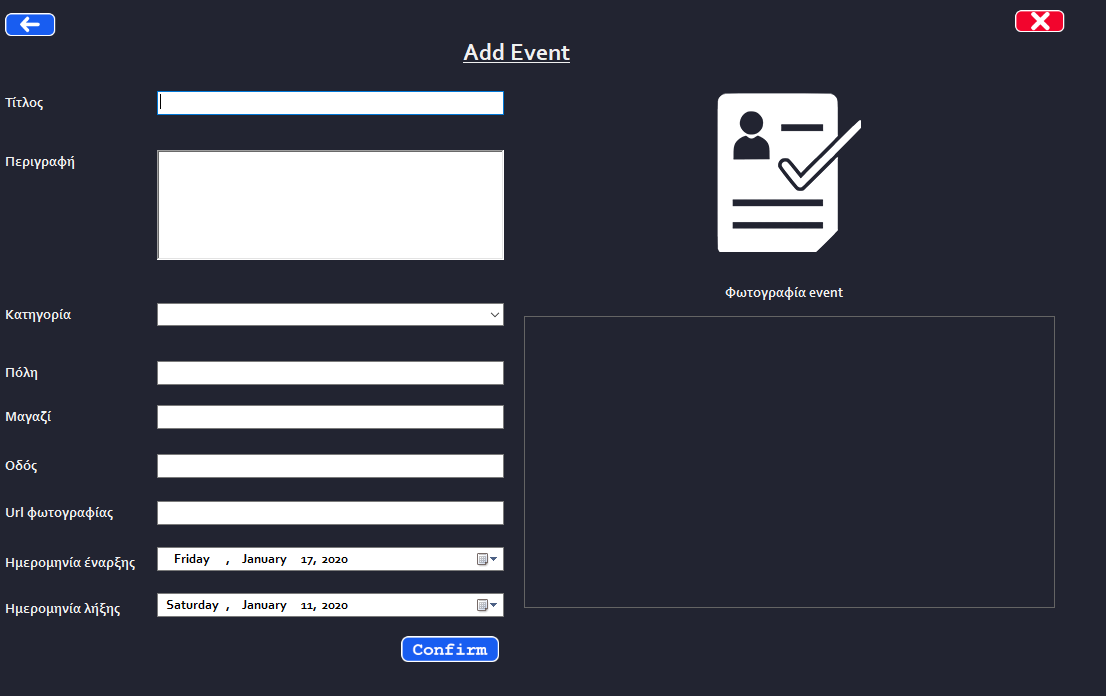 Add Event
Τίτλος
Περιγραφή
Κατηγορία
Πόλη
Μαγαζί
Οδός
Url φωτογραφίας
Ημερομηνία έναρξης Friday , January 17, 2020
Ημερομηνία λήξης Saturday , January 11, 2020
Confirm
Φωτογραφία event